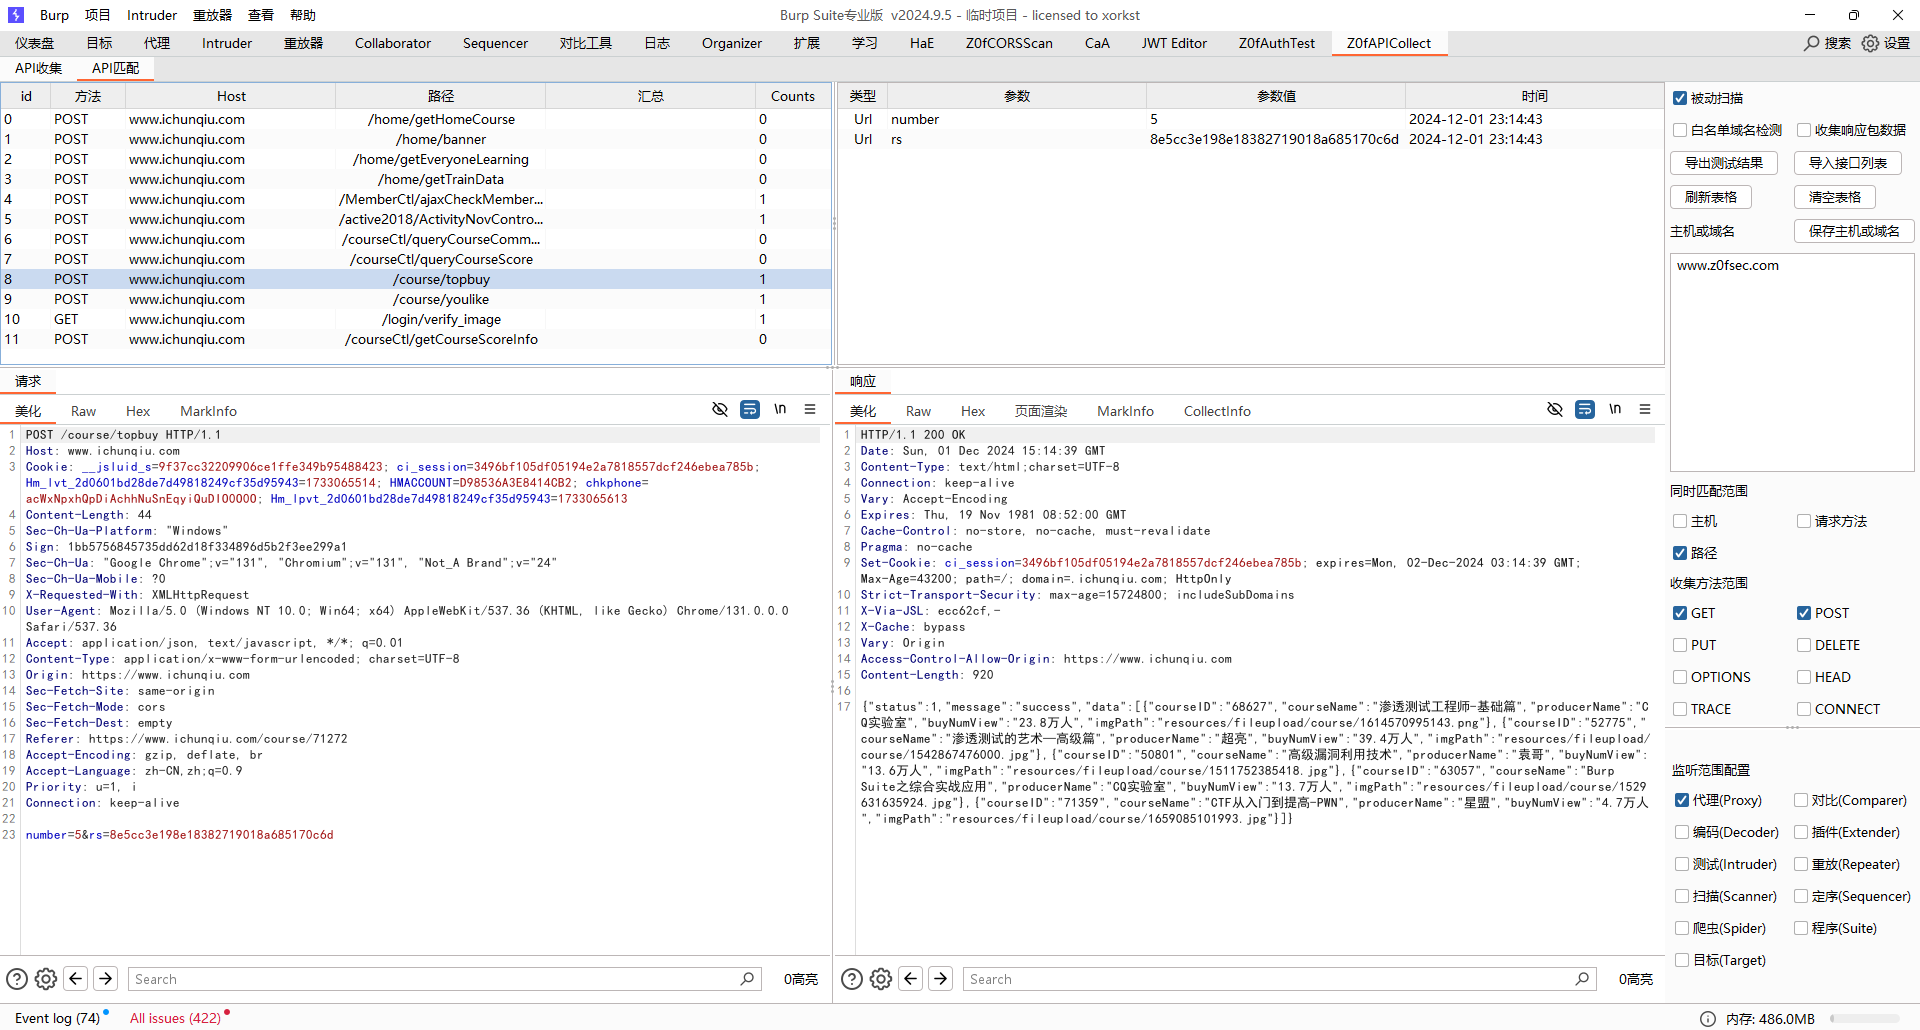 Burp 项目 Intruder 重放器 查看 帮助 Burp Suite专业版 v2024.9.5 - 临时项目 - licensed to xorkst
仪表盘 目标 代理 Intruder 重放器 Collaborator Sequencer 对比工具 日志 Organizer 扩展 学习 HaE Z0fCORSScan CaA JWT Editor Z0fAuthTest Z0fAPICollect 搜索 设置
API收集 API匹配
id 方法 Host 路径 汇总 Counts
0 POST www.ichunqiu.com /home/getHomeCourse 0
1 POST www.ichunqiu.com /home/banner 0
2 POST www.ichunqiu.com /home/getEveryoneLearning 0
3 POST www.ichunqiu.com /home/getTrainData 0
4 POST www.ichunqiu.com /MemberCtl/ajaxCheckMember... 1
5 POST www.ichunqiu.com /active2018/ActivityNovContro... 1
6 POST www.ichunqiu.com /courseCtl/queryCourseComm... 0
7 POST www.ichunqiu.com /courseCtl/queryCourseScore 0
8 POST www.ichunqiu.com /course/topbuy 1
9 POST www.ichunqiu.com /course/youlike 1
10 GET www.ichunqiu.com /login/verify_image 1
11 POST www.ichunqiu.com /courseCtl/getCourseScoreInfo 0
类型 参数 参数值 时间
Url number 5 2024-12-01 23:14:43
Url rs 8e5cc3e198e18382719018a685170c6d 2024-12-01 23:14:43
请求
美化 Raw Hex MarkInfo \n
1 POST /course/topbuy HTTP/1.1
2 Host: www.ichunqiu.com
3 Cookie: __jsluid_s=9f37cc32209906ce1ffe349b95488423; ci_session=3496bf105df05194e2a7818557dcf246ebea785b;
Hm_lvt_2d0601bd28de7d49818249cf35d95943=1733065514; HMACCOUNT=D98536A3E8414CB2; chkphone=
acWxNpxhQpDiAchhNuSnEqyiQuDIO0000; Hm_lpvt_2d0601bd28de7d49818249cf35d95943=1733065613
4 Content-Length: 44
5 Sec-Ch-Ua-Platform: "Windows"
6 Sign: 1bb5756845735dd62d18f334896d5b2f3ee299a1
7 Sec-Ch-Ua: "Google Chrome";v="131", "Chromium";v="131", "Not_A Brand";v="24"
8 Sec-Ch-Ua-Mobile: ?0
9 X-Requested-With: XMLHttpRequest
10 User-Agent: Mozilla/5.0 (Windows NT 10.0; Win64; x64) AppleWebKit/537.36 (KHTML, like Gecko) Chrome/131.0.0.0
Safari/537.36
11 Accept: application/json, text/javascript, */*; q=0.01
12 Content-Type: application/x-www-form-urlencoded; charset=UTF-8
13 Origin: https://www.ichunqiu.com
14 Sec-Fetch-Site: same-origin
15 Sec-Fetch-Mode: cors
16 Sec-Fetch-Dest: empty
17 Referer: https://www.ichunqiu.com/course/71272
18 Accept-Encoding: gzip, deflate, br
19 Accept-Language: zh-CN,zh;q=0.9
20 Priority: u=1, i
21 Connection: keep-alive
22
23 number=5&rs=8e5cc3e198e18382719018a685170c6d
Search 0高亮
响应
美化 Raw Hex 页面渲染 MarkInfo CollectInfo \n
1 HTTP/1.1 200 OK
2 Date: Sun, 01 Dec 2024 15:14:39 GMT
3 Content-Type: text/html;charset=UTF-8
4 Connection: keep-alive
5 Vary: Accept-Encoding
6 Expires: Thu, 19 Nov 1981 08:52:00 GMT
7 Cache-Control: no-store, no-cache, must-revalidate
8 Pragma: no-cache
9 Set-Cookie: ci_session=3496bf105df05194e2a7818557dcf246ebea785b; expires=Mon, 02-Dec-2024 03:14:39 GMT;
Max-Age=43200; path=/; domain=.ichunqiu.com; HttpOnly
10 Strict-Transport-Security: max-age=15724800; includeSubDomains
11 X-Via-JSL: ecc62cf,-
12 X-Cache: bypass
13 Vary: Origin
14 Access-Control-Allow-Origin: https://www.ichunqiu.com
15 Content-Length: 920
16
17 {"status":1,"message":"success","data":[{"courseID":"68627","courseName":"渗透测试工程师-基础篇","producerName":"C
Q实验室","buyNumView":"23.8万人","imgPath":"resources/fileupload/course/1614570995143.png"},{"courseID":"52775","
courseName":"渗透测试的艺术—高级篇","producerName":"超亮","buyNumView":"39.4万人","imgPath":"resources/fileupload/
course/1542867476000.jpg"},{"courseID":"50801","courseName":"高级漏洞利用技术","producerName":"袁哥","buyNumView":
"13.6万人","imgPath":"resources/fileupload/course/1511752385418.jpg"},{"courseID":"63057","courseName":"Burp
Suite之综合实战应用","producerName":"CQ实验室","buyNumView":"13.7万人","imgPath":"resources/fileupload/course/1529
631635924.jpg"},{"courseID":"71359","courseName":"CTF从入门到提高-PWN","producerName":"星盟","buyNumView":"4.7万人
","imgPath":"resources/fileupload/course/1659085101993.jpg"}]}
Search 0高亮
被动扫描
白名单域名检测 收集响应包数据
导出测试结果 导入接口列表
刷新表格 清空表格
主机或域名 保存主机或域名
www.z0fsec.com
同时匹配范围
主机 请求方法
路径
收集方法范围
GET POST
PUT DELETE
OPTIONS HEAD
TRACE CONNECT
监听范围配置
代理(Proxy) 对比(Comparer)
编码(Decoder) 插件(Extender)
测试(Intruder) 重放(Repeater)
扫描(Scanner) 定序(Sequencer)
爬虫(Spider) 程序(Suite)
目标(Target)
Event log (74) All issues (422) 内存: 486.0MB